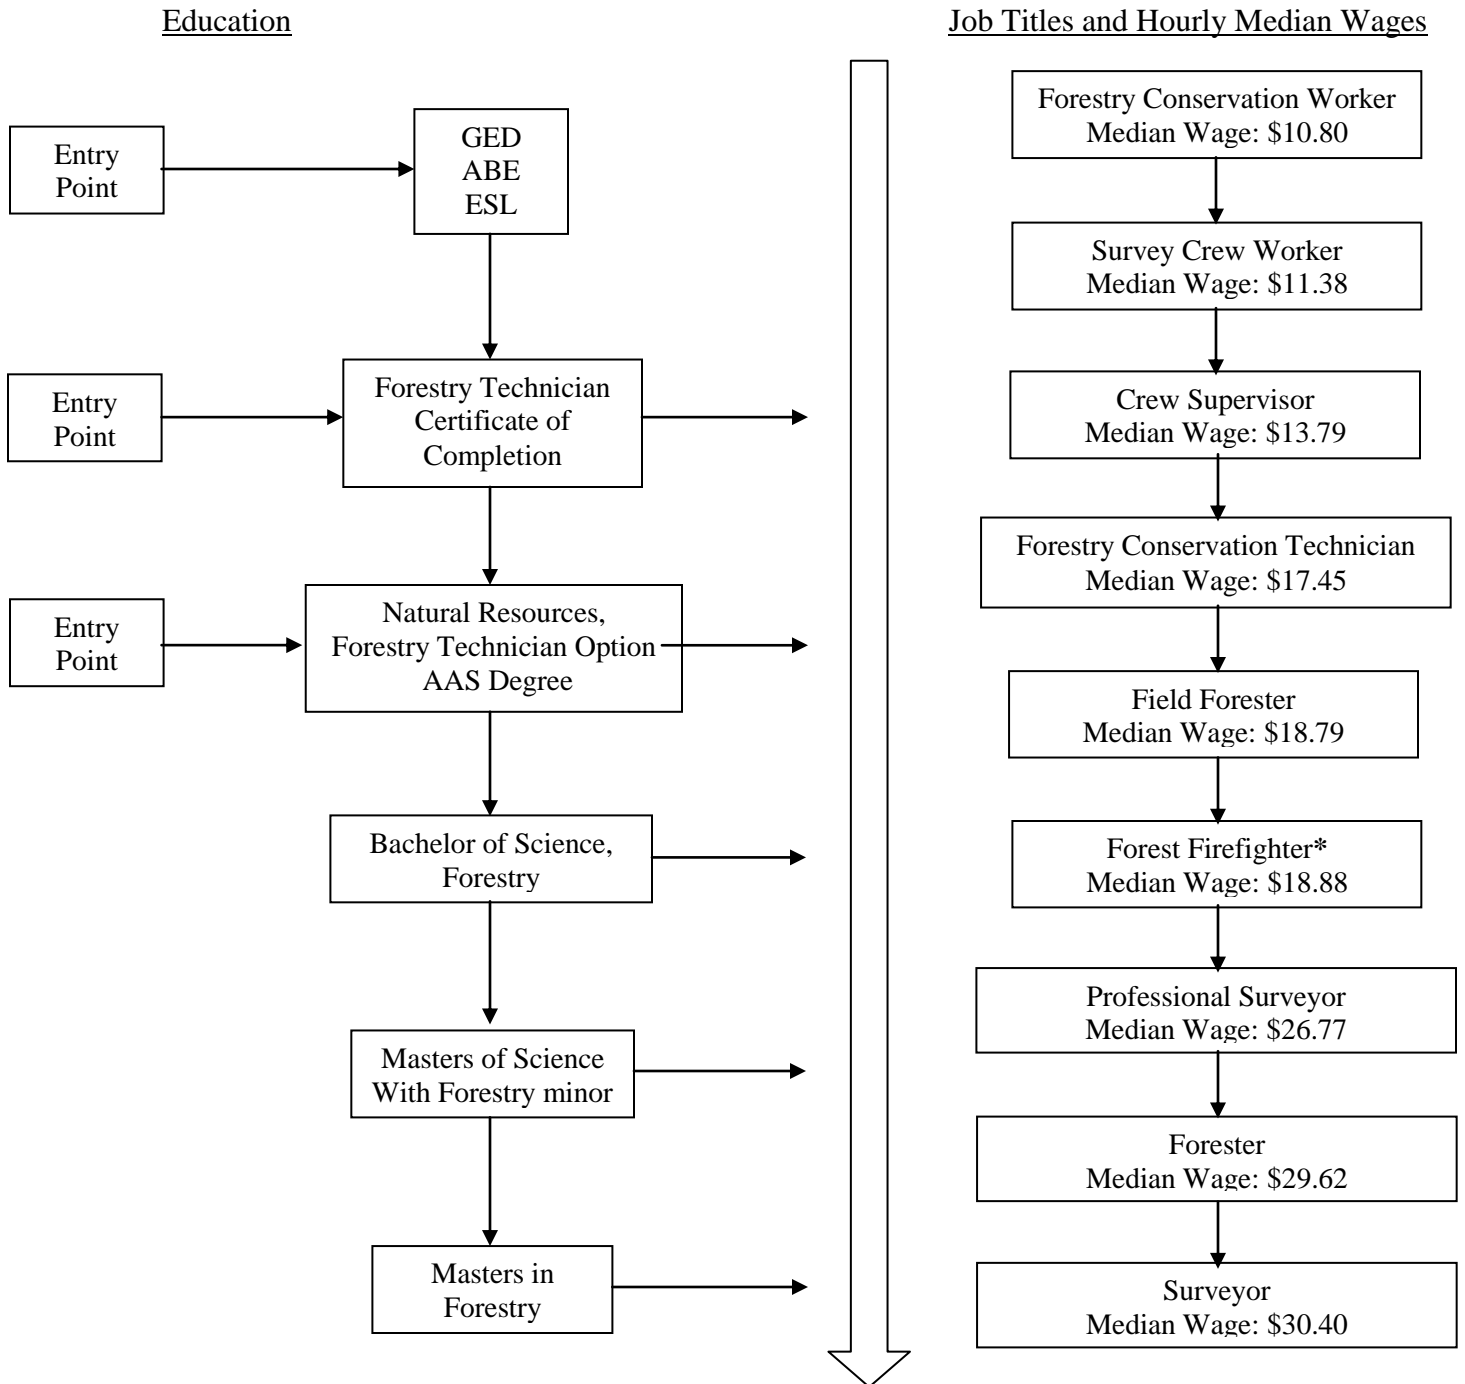 Education
Job Titles and Hourly Median Wages
Entry
Point
GED
ABE
ESL
Entry
Point
Forestry Technician
Certificate of
Completion
Entry
Point
Natural Resources,
Forestry Technician Option
AAS Degree
Bachelor of Science,
Forestry
Masters of Science
With Forestry minor
Masters in
Forestry
Forestry Conservation Worker
Median Wage: $10.80
Survey Crew Worker
Median Wage: $11.38
Crew Supervisor
Median Wage: $13.79
Forestry Conservation Technician
Median Wage: $17.45
Field Forester
Median Wage: $18.79
Forest Firefighter*
Median Wage: $18.88
Professional Surveyor
Median Wage: $26.77
Forester
Median Wage: $29.62
Surveyor
Median Wage: $30.40